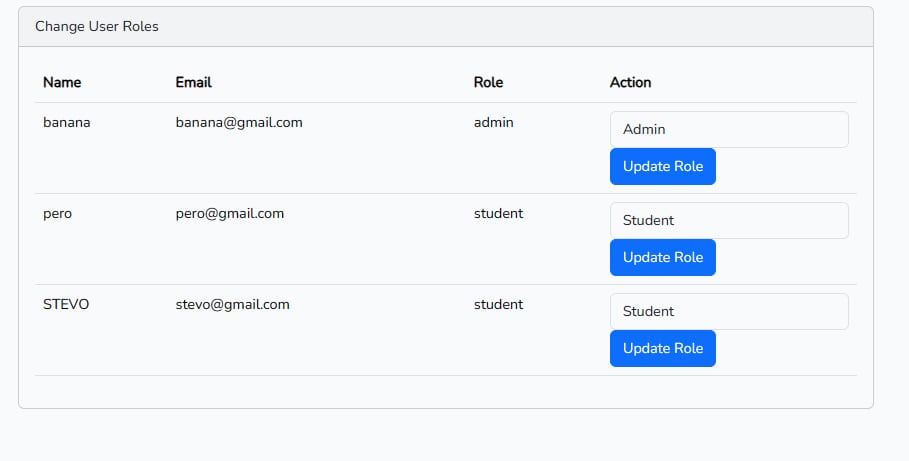 Change User Roles
Name Email Role Action
banana banana@gmail.com admin Admin
Update Role
pero pero@gmail.com student Student
Update Role
STEVO stevo@gmail.com student Student
Update Role